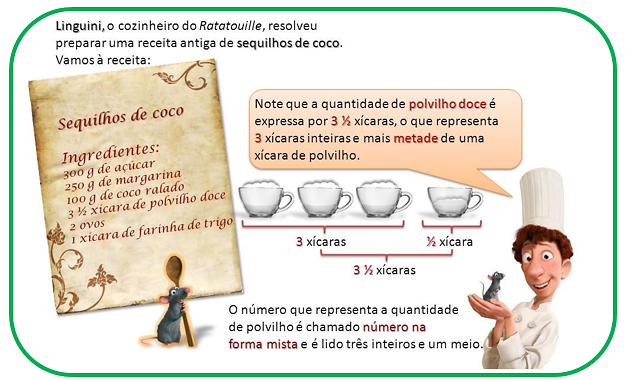 Linguini, o cozinheiro do Ratatouille, resolveu
preparar uma receita antiga de sequilhos de coco.
Vamos à receita:
Sequilhos de coco
Ingredientes:
300 g de açúcar
250 g de margarina
100 g de coco ralado
3 ½ xícara de polvilho doce
2 ovos
1 xícara de farinha de trigo
Note que a quantidade de polvilho doce é
expressa por 3 ½ xícaras, o que representa
3 xícaras inteiras e mais metade de uma
xícara de polvilho.
3 xícaras
½ xícara
3 ½ xícaras
O número que representa a quantidade
de polvilho é chamado número na
forma mista e é lido três inteiros e um meio.